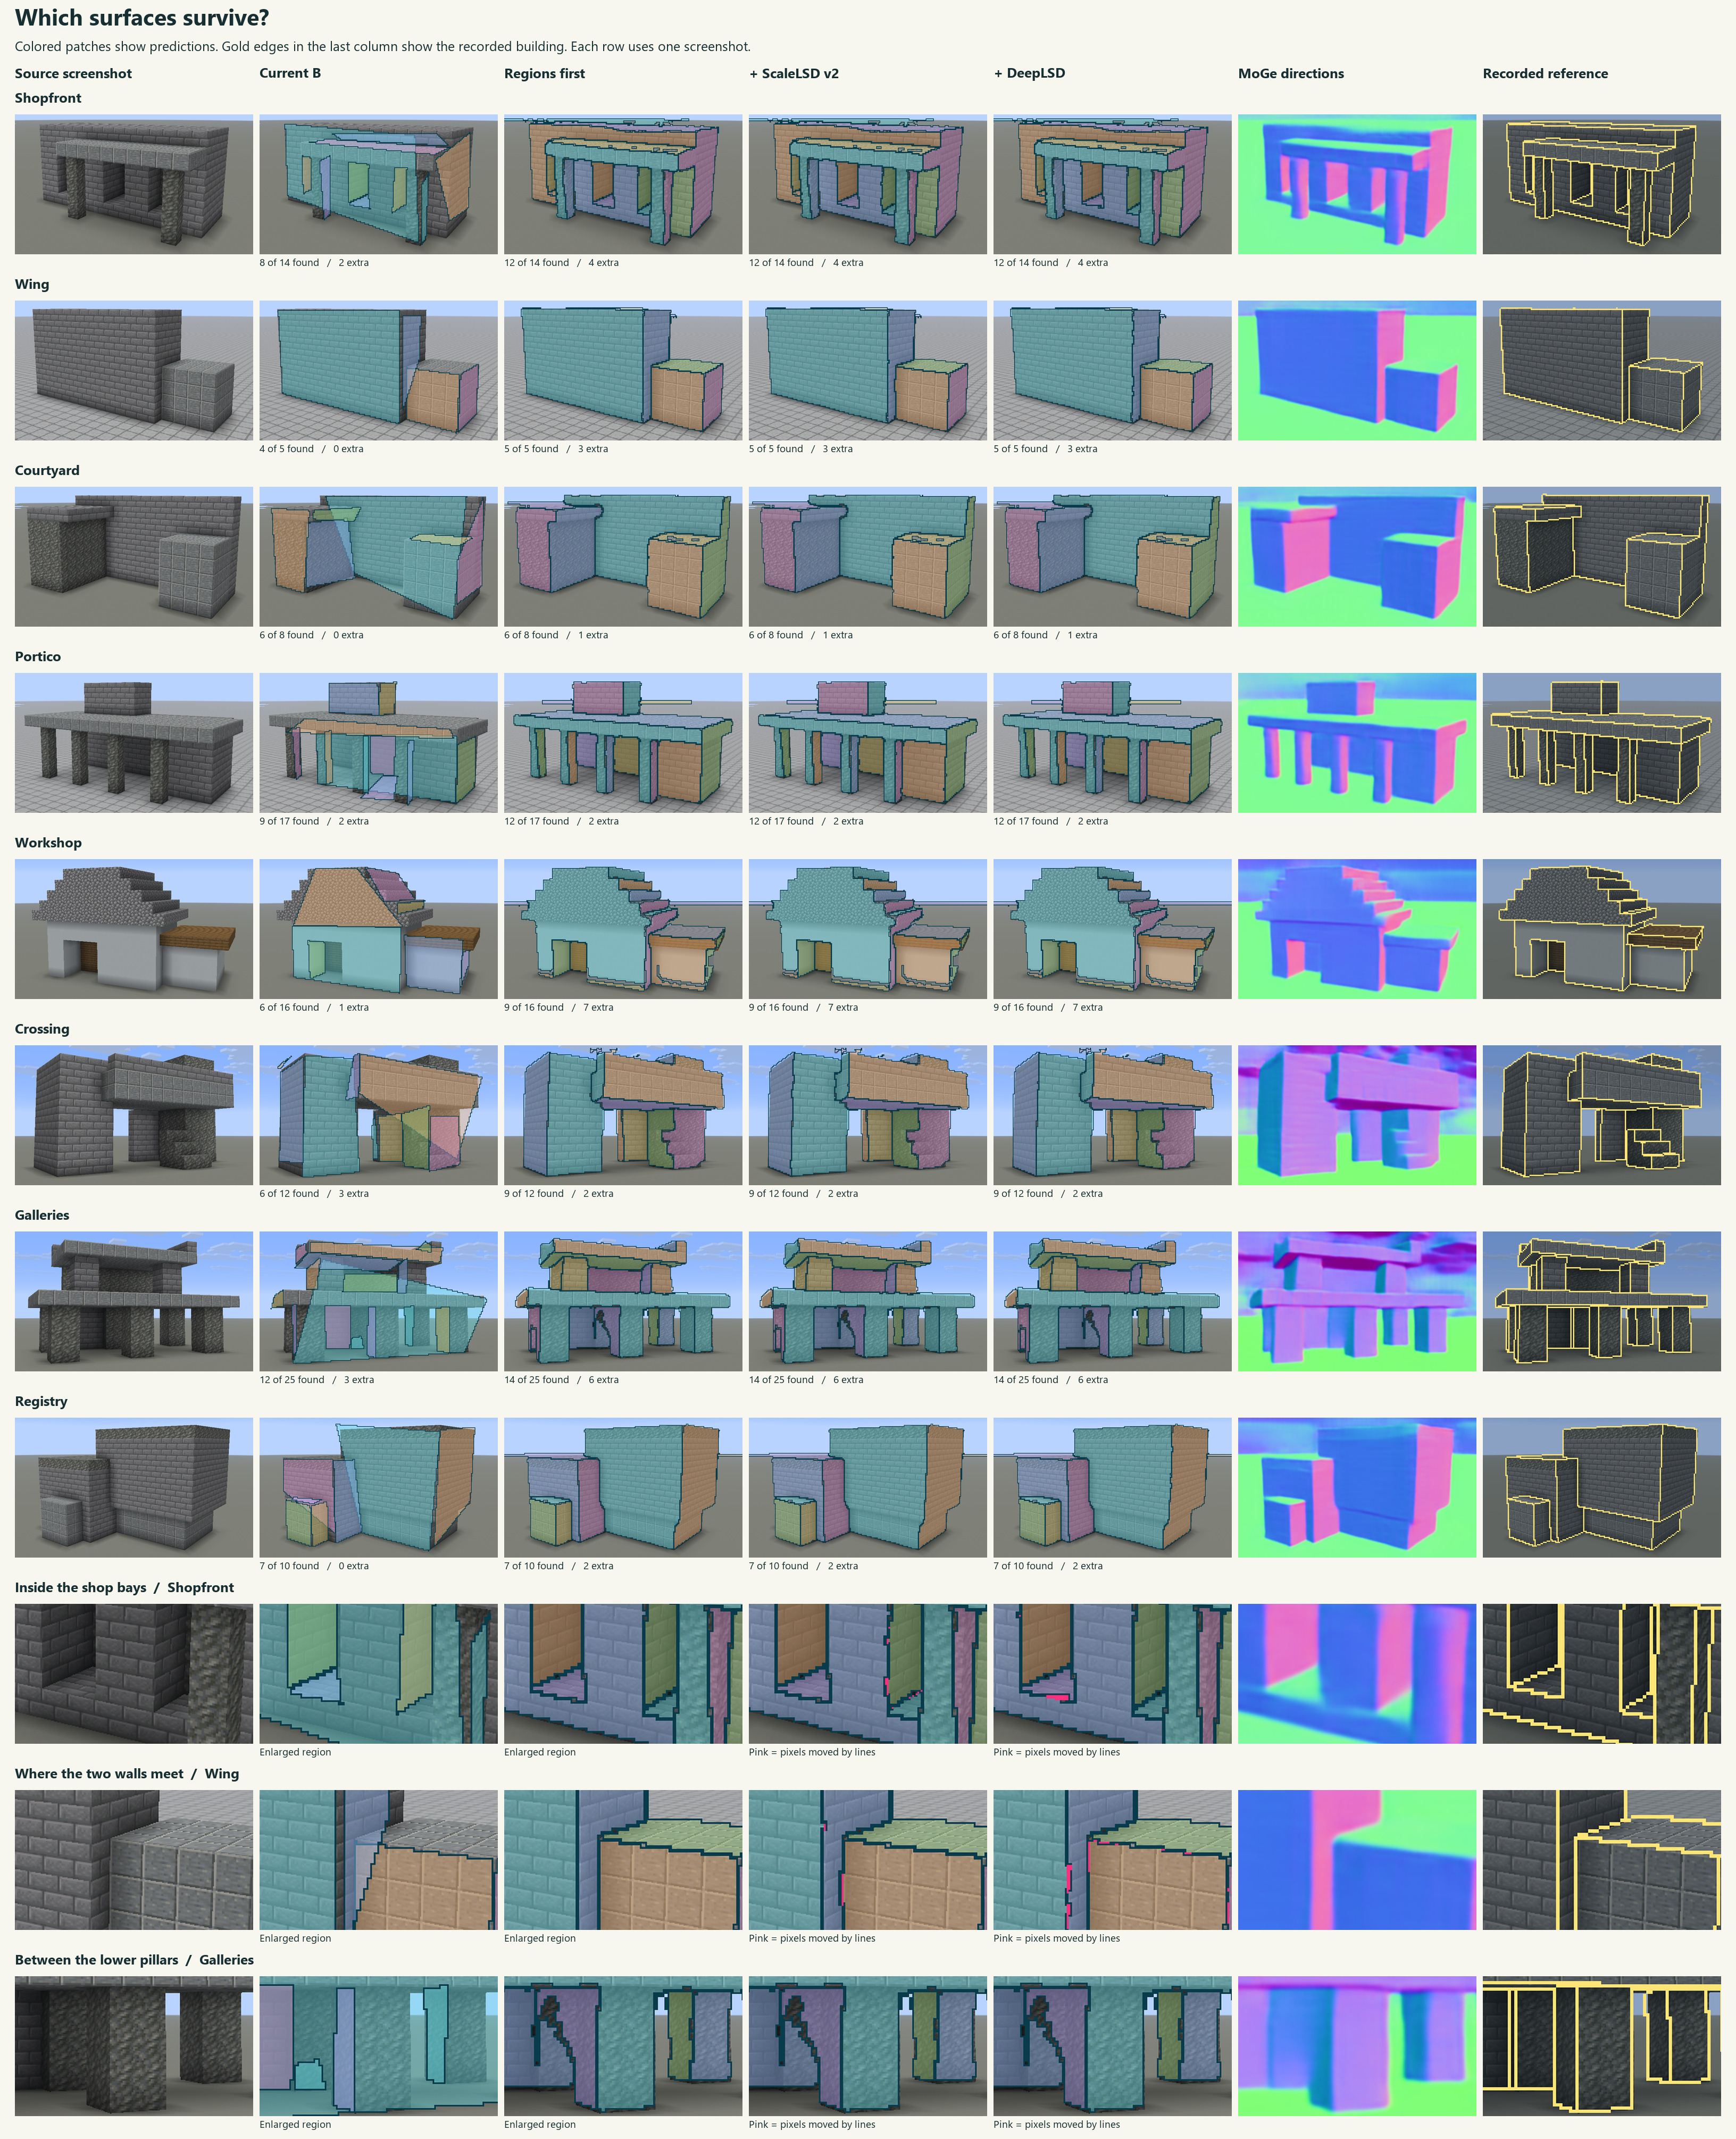 Which surfaces survive?
Colored patches show predictions. Gold edges in the last column show the recorded building. Each row uses one screenshot.
Source screenshot Current B Regions first + ScaleLSD v2 + DeepLSD MoGe directions Recorded reference
Shopfront
8 of 14 found / 2 extra 12 of 14 found / 4 extra 12 of 14 found / 4 extra 12 of 14 found / 4 extra
Wing
4 of 5 found / 0 extra 5 of 5 found / 3 extra 5 of 5 found / 3 extra 5 of 5 found / 3 extra
Courtyard
6 of 8 found / 0 extra 6 of 8 found / 1 extra 6 of 8 found / 1 extra 6 of 8 found / 1 extra
Portico
9 of 17 found / 2 extra 12 of 17 found / 2 extra 12 of 17 found / 2 extra 12 of 17 found / 2 extra
Workshop
6 of 16 found / 1 extra 9 of 16 found / 7 extra 9 of 16 found / 7 extra 9 of 16 found / 7 extra
Crossing
6 of 12 found / 3 extra 9 of 12 found / 2 extra 9 of 12 found / 2 extra 9 of 12 found / 2 extra
Galleries
12 of 25 found / 3 extra 14 of 25 found / 6 extra 14 of 25 found / 6 extra 14 of 25 found / 6 extra
Registry
7 of 10 found / 0 extra 7 of 10 found / 2 extra 7 of 10 found / 2 extra 7 of 10 found / 2 extra
Inside the shop bays / Shopfront
Enlarged region Enlarged region Pink = pixels moved by lines Pink = pixels moved by lines
Where the two walls meet / Wing
Enlarged region Enlarged region Pink = pixels moved by lines Pink = pixels moved by lines
Between the lower pillars / Galleries
Enlarged region Enlarged region Pink = pixels moved by lines Pink = pixels moved by lines